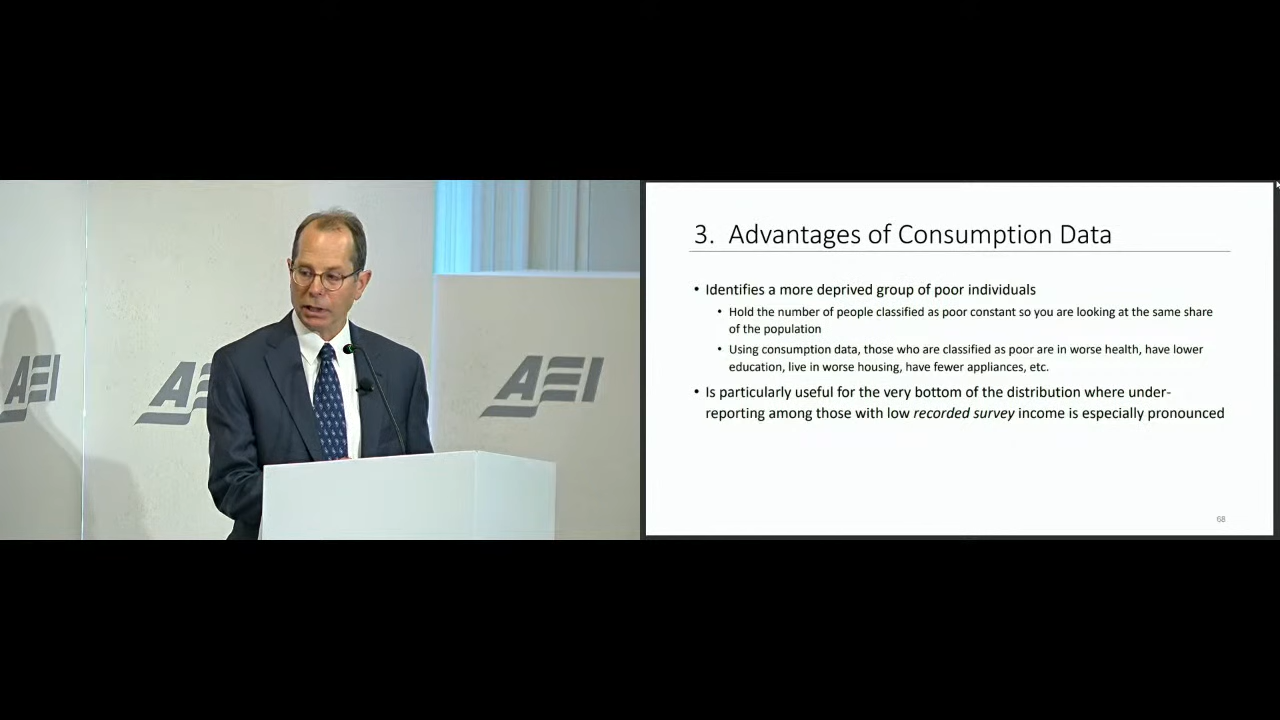 AEI
AEI
AEI
3. Advantages of Consumption Data
• Identifies a more deprived group of poor individuals
• Hold the number of people classified as poor constant so you are looking at the same share
of the population
• Using consumption data, those who are classified as poor are in worse health, have lower
education, live in worse housing, have fewer appliances, etc.
• Is particularly useful for the very bottom of the distribution where under-
reporting among those with low recorded survey income is especially pronounced
68